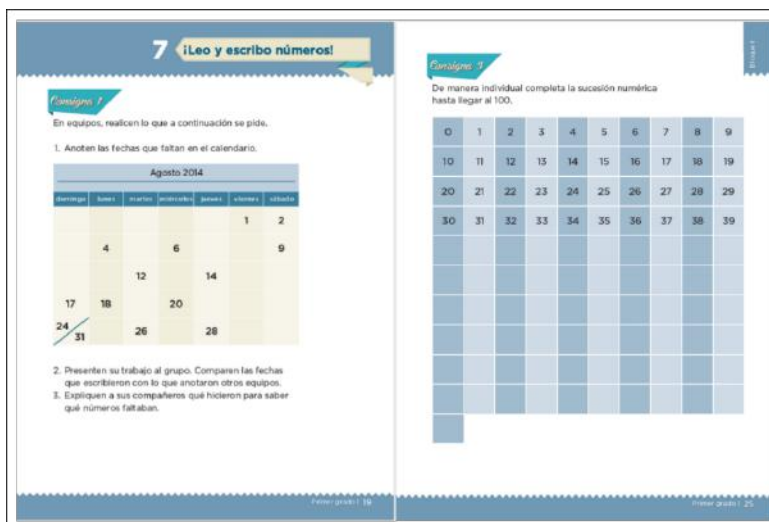 7 ¡Leo y escribo números!
Consigna 1
En equipos, realicen lo que a continuación se pide.
1. Anoten las fechas que faltan en el calendario.
Agosto 2014
domingo lunes martes miércoles jueves viernes sábado
1 2
4 6 9
12 14
17 18 20
24/31 26 28
2. Presenten su trabajo al grupo. Comparen las fechas
que escribieron con lo que anotaron otros equipos.
3. Expliquen a sus compañeros qué hicieron para saber
qué números faltaban.
Primer grado | 19
Bloque I
Consigna 3
De manera individual completa la sucesión numérica
hasta llegar al 100.
0 1 2 3 4 5 6 7 8 9
10 11 12 13 14 15 16 17 18 19
20 21 22 23 24 25 26 27 28 29
30 31 32 33 34 35 36 37 38 39
Primer grado | 25